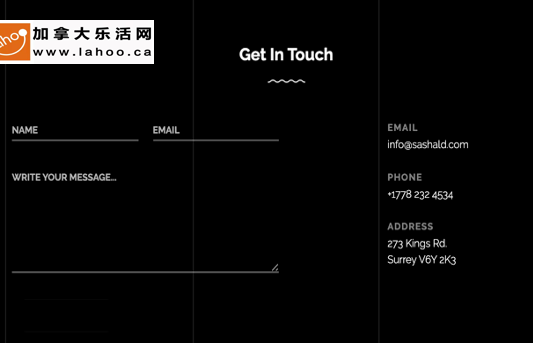 加拿大乐活网
www.lahoo.ca
Get In Touch
NAME
EMAIL
WRITE YOUR MESSAGE...
EMAIL
info@sashald.com
PHONE
+1778 232 4534
ADDRESS
273 Kings Rd.
Surrey V6Y 2K3